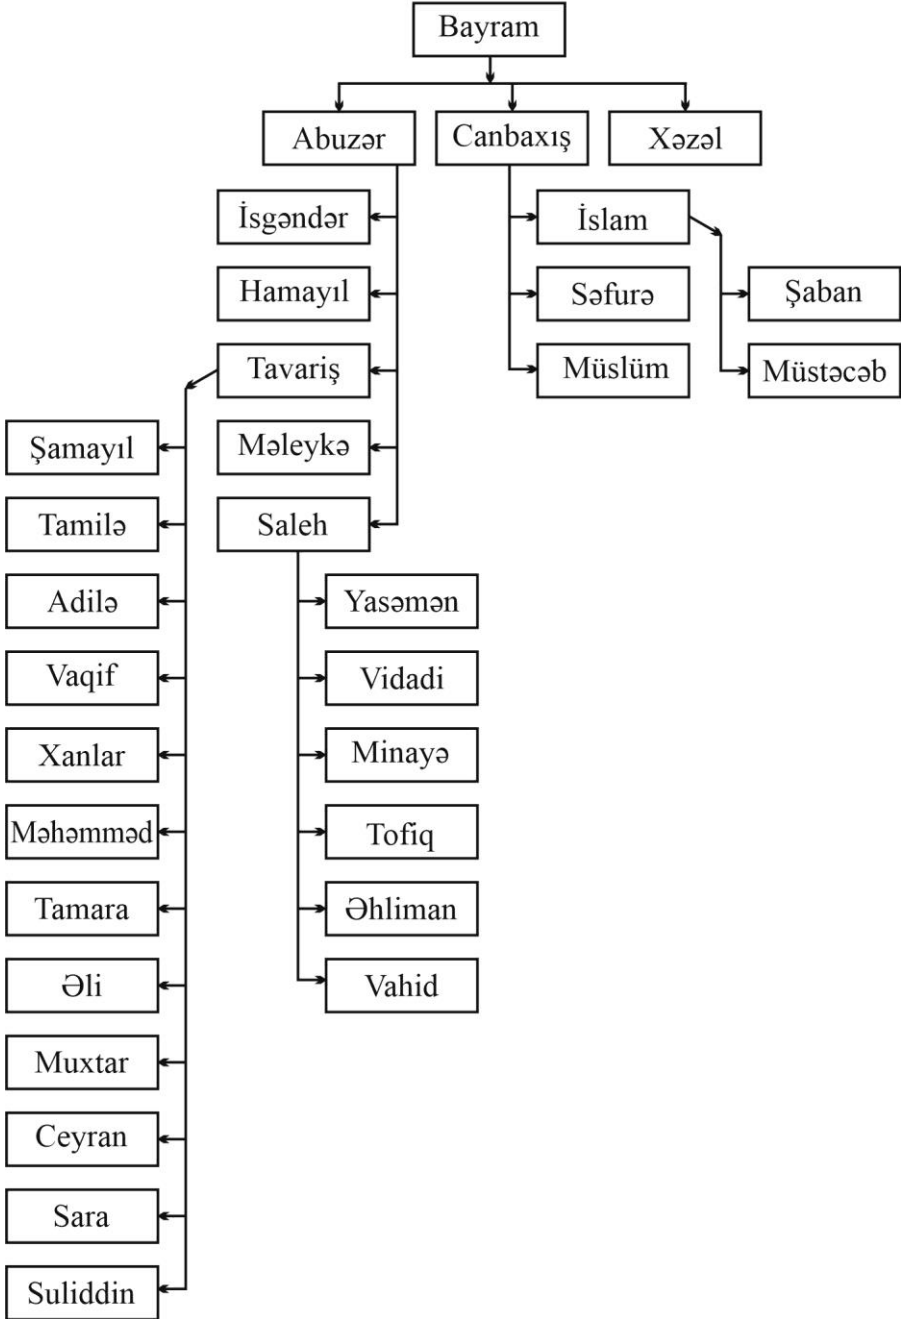 Bayram
Abuzər
Canbaxış
Xəzəl
İsgəndər
İslam
Hamayıl
Səfurə
Şaban
Tavariş
Müslüm
Müstəcəb
Şamayıl
Məleykə
Tamilə
Saleh
Adilə
Yasəmən
Vaqif
Vidadi
Xanlar
Minayə
Məhəmməd
Tofiq
Tamara
Əhliman
Əli
Vahid
Muxtar
Ceyran
Sara
Suliddin